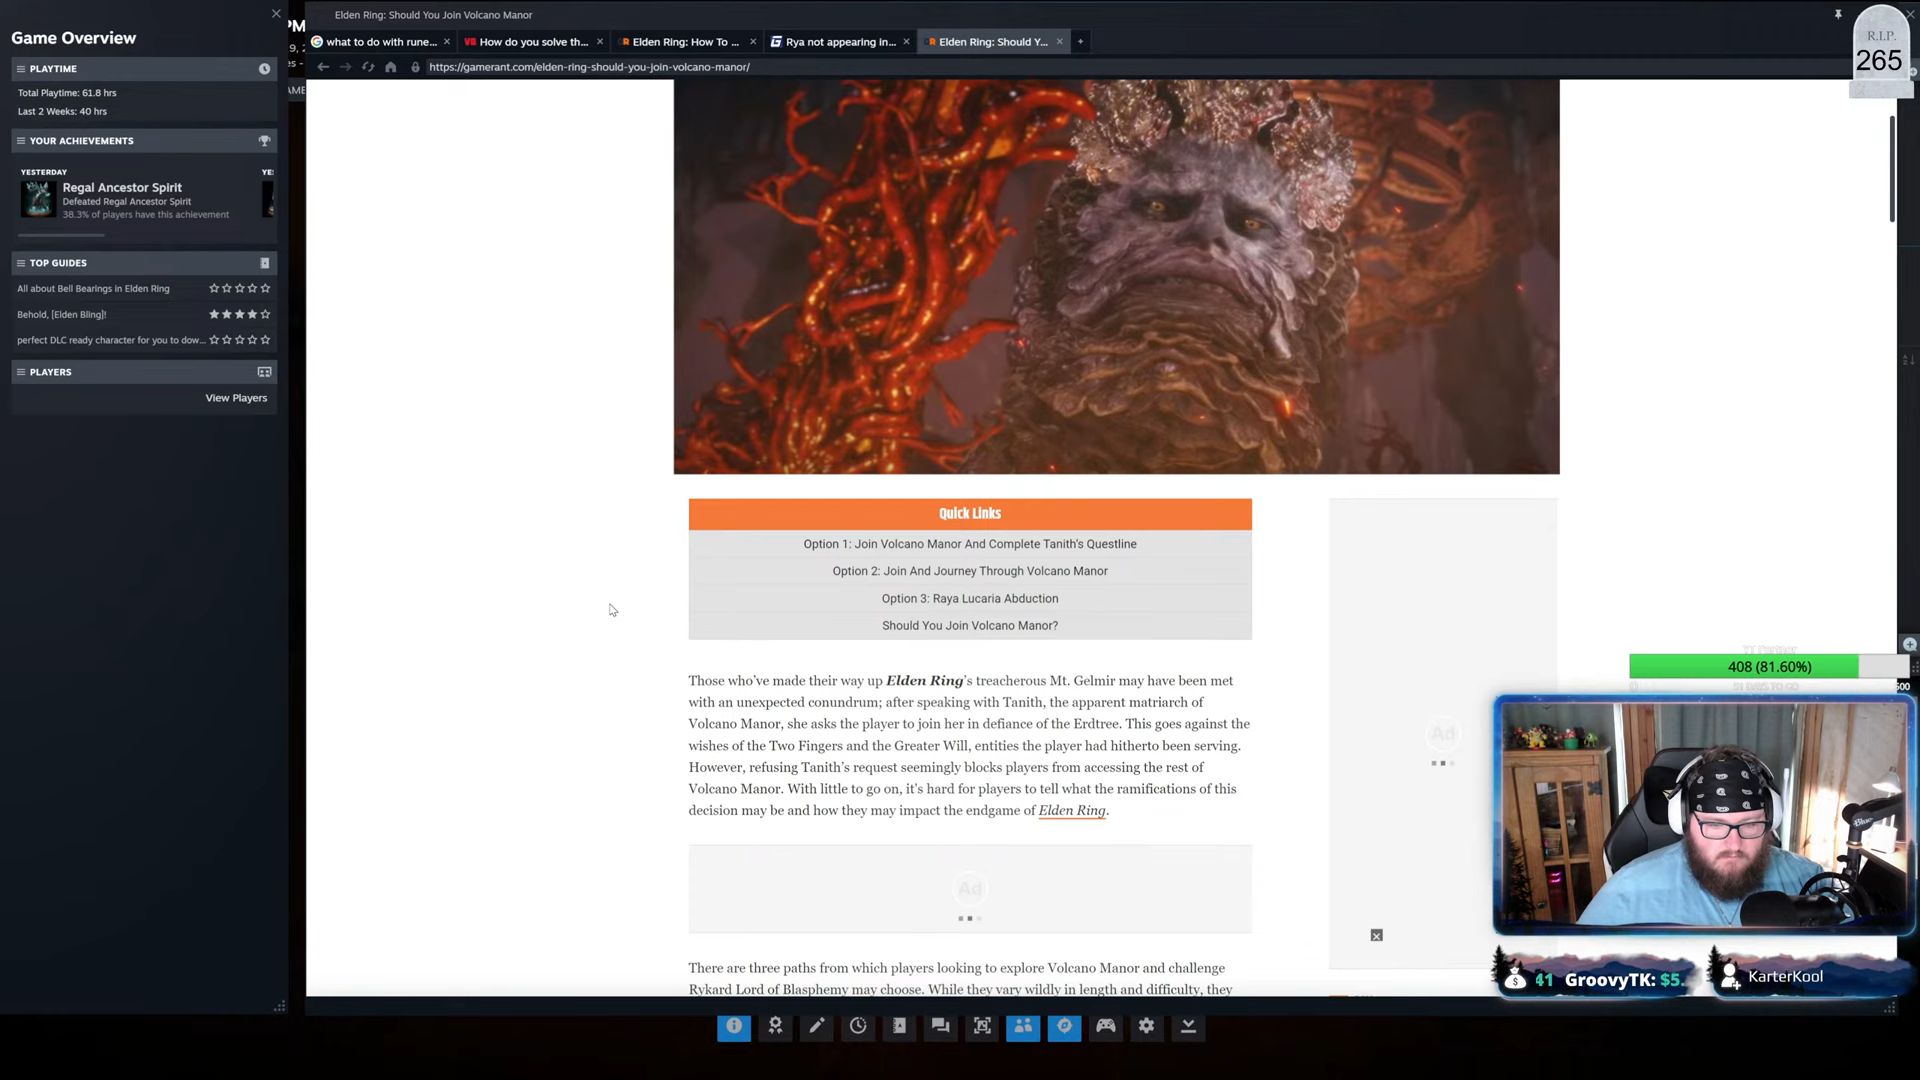 Game Overview
PLAYTIME
Total Playtime: 61.8 hrs
Last 2 Weeks: 40 hrs
YOUR ACHIEVEMENTS
YESTERDAY
YE
Regal Ancestor Spirit
Defeated Regal Ancestor Spirit
38.3% of players have this achievement
TOP GUIDES
All about Bell Bearings in Elden Ring
Behold, [Elden Bling]!
perfect DLC ready character for you to dow...
PLAYERS
View Players
Elden Ring: Should You Join Volcano Manor
what to do with rune...
How do you solve th...
Elden Ring: How To ...
Rya not appearing in...
Elden Ring: Should Y...
https://gamerant.com/elden-ring-should-you-join-volcano-manor/
R.I.P.
265
Quick Links
Option 1: Join Volcano Manor And Complete Tanith's Questline
Option 2: Join And Journey Through Volcano Manor
Option 3: Raya Lucaria Abduction
Should You Join Volcano Manor?
Those who've made their way up Elden Ring's treacherous Mt. Gelmir may have been met
with an unexpected conundrum; after speaking with Tanith, the apparent matriarch of
Volcano Manor, she asks the player to join her in defiance of the Erdtree. This goes against the
wishes of the Two Fingers and the Greater Will, entities the player had hitherto been serving.
However, refusing Tanith's request seemingly blocks players from accessing the rest of
Volcano Manor. With little to go on, it's hard for players to tell what the ramifications of this
decision may be and how they may impact the endgame of Elden Ring.
Ad
Ad
There are three paths from which players looking to explore Volcano Manor and challenge
Rykard Lord of Blasphemy may choose. While they vary wildly in length and difficulty, they
408 (81.60%)
41 GroovyTK: $5.
KarterKool